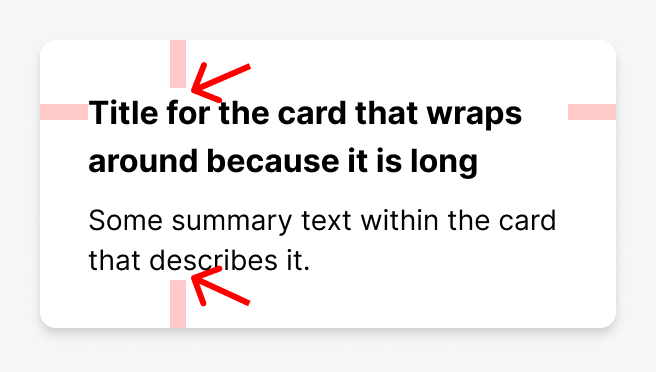 Title for the card that wraps
around because it is long
Some summary text within the card
that describes it.